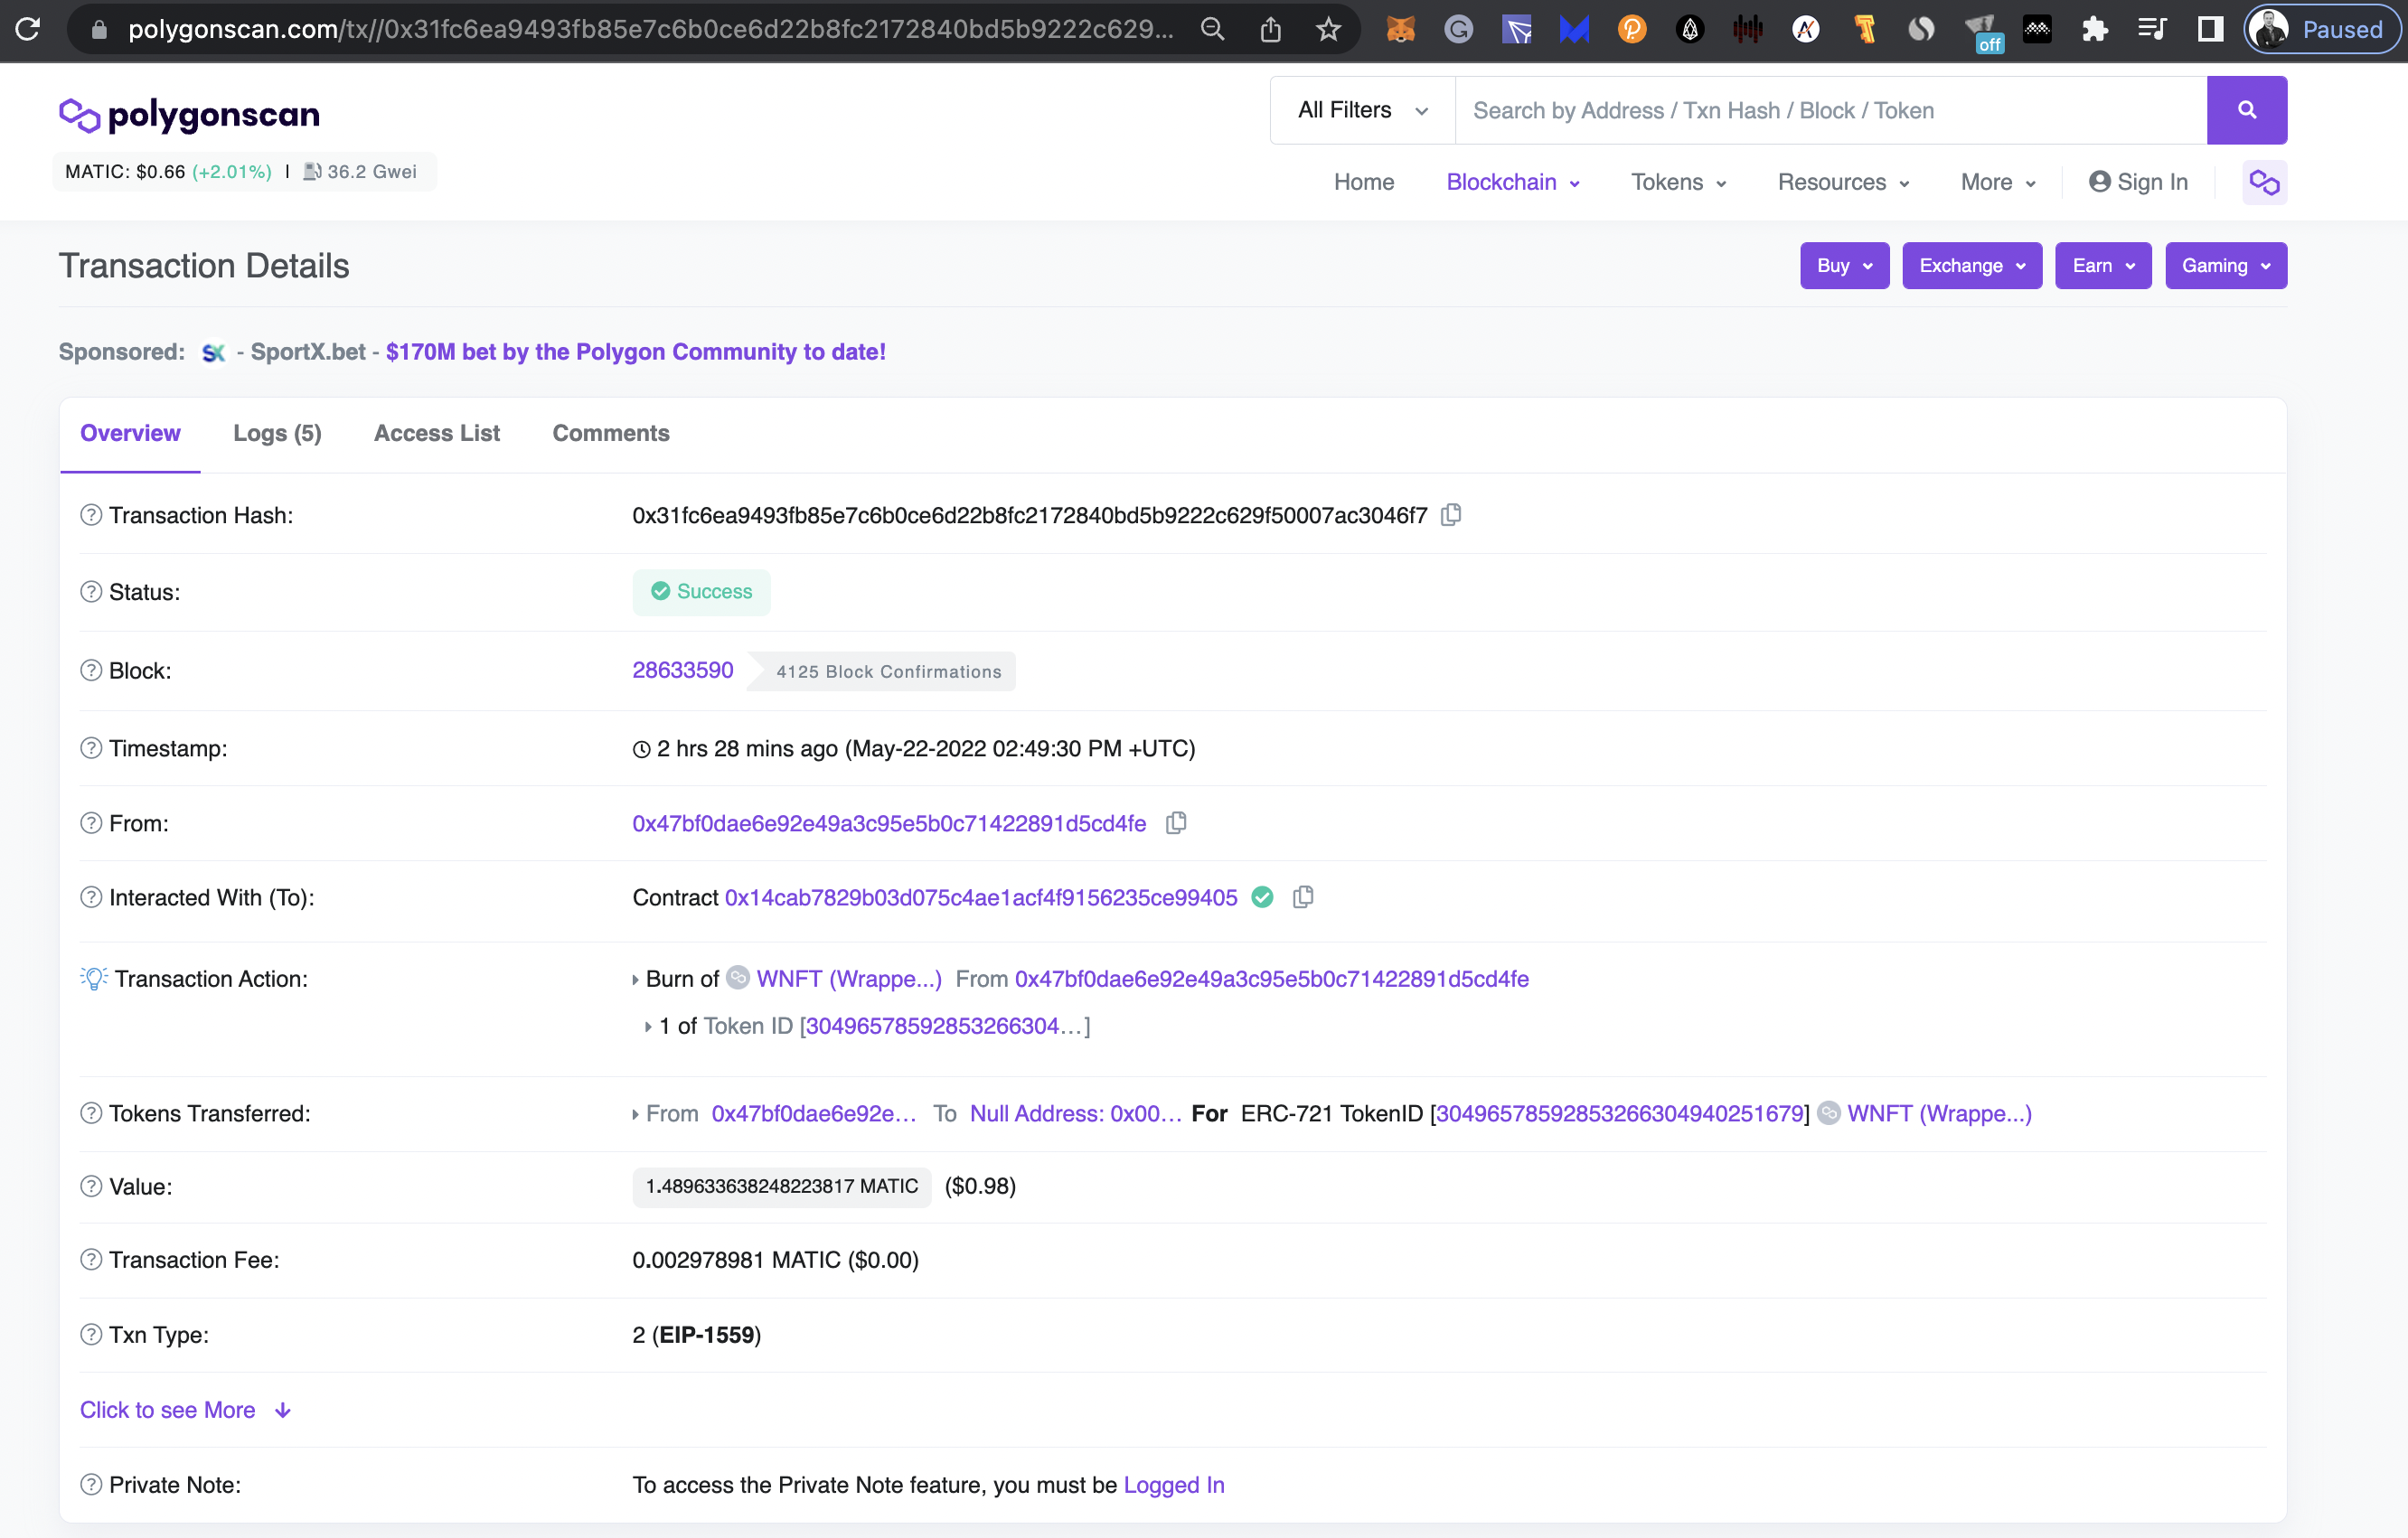 polygonscan.com/tx//0x31fc6ea9493fb85e7c6b0ce6d22b8fc2172840bd5b9222c629...
off
Paused
polygonscan
All Filters
Search by Address / Txn Hash / Block / Token
MATIC: $0.66 (+2.01%) | 36.2 Gwei
Home Blockchain Tokens Resources More Sign In
Transaction Details
Buy Exchange Earn Gaming
Sponsored: SX - SportX.bet - $170M bet by the Polygon Community to date!
Overview Logs (5) Access List Comments
Transaction Hash: 0x31fc6ea9493fb85e7c6b0ce6d22b8fc2172840bd5b9222c629f50007ac3046f7
Status: Success
Block: 28633590 4125 Block Confirmations
Timestamp: 2 hrs 28 mins ago (May-22-2022 02:49:30 PM +UTC)
From: 0x47bf0dae6e92e49a3c95e5b0c71422891d5cd4fe
Interacted With (To): Contract 0x14cab7829b03d075c4ae1acf4f9156235ce99405
Transaction Action: Burn of WNFT (Wrappe...) From 0x47bf0dae6e92e49a3c95e5b0c71422891d5cd4fe
1 of Token ID [30496578592853266304...]
Tokens Transferred: From 0x47bf0dae6e92e... To Null Address: 0x00... For ERC-721 TokenID [30496578592853266304940251679] WNFT (Wrappe...)
Value: 1.489633638248223817 MATIC ($0.98)
Transaction Fee: 0.002978981 MATIC ($0.00)
Txn Type: 2 (EIP-1559)
Click to see More
Private Note: To access the Private Note feature, you must be Logged In